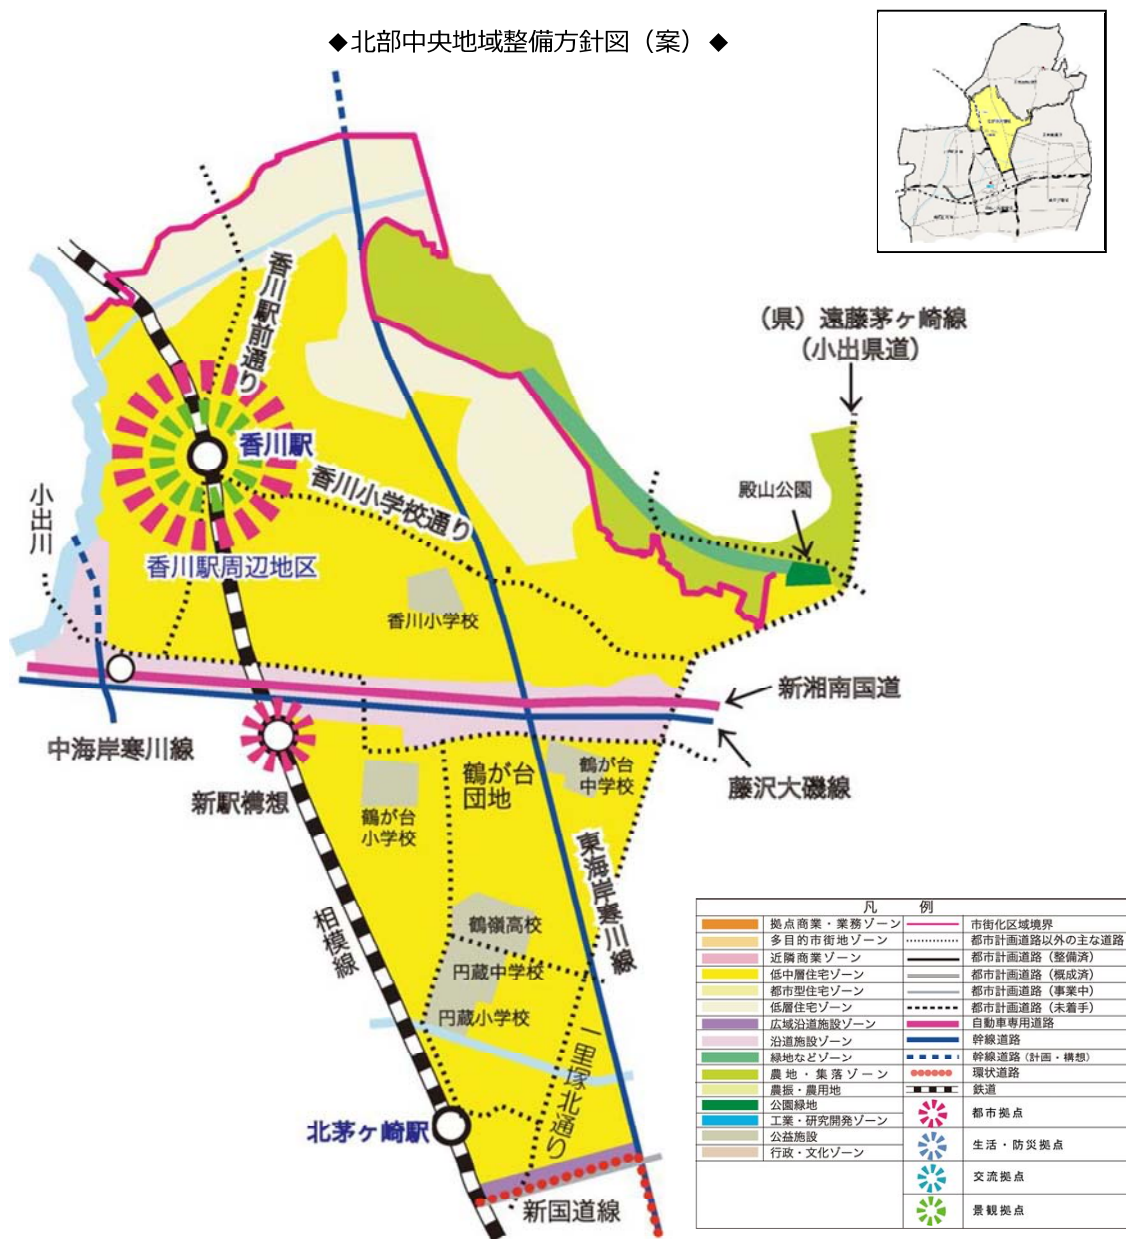 ◆北部中央地域整備方針図（案）◆
（県）遠藤茅ヶ崎線
（小出県道）
香川駅前通り
香川駅
香川小学校通り
小出川
殿山公園
香川駅周辺地区
香川小学校
新湘南国道
中海岸寒川線
鶴が台
中学校
鶴が台
団地
藤沢大磯線
新駅構想
鶴が台
小学校
東海岸寒川線
相模線
鶴嶺高校
円蔵中学校
円蔵小学校
一里塚北通り
北茅ヶ崎駅
新国道線
凡 例
拠点商業・業務ゾーン
多目的市街地ゾーン
近隣商業ゾーン
低中層住宅ゾーン
都市型住宅ゾーン
低層住宅ゾーン
広域沿道施設ゾーン
沿道施設ゾーン
緑地などゾーン
農地・集落ゾーン
農振・農用地
公園緑地
工業・研究開発ゾーン
公益施設
行政・文化ゾーン
市街化区域境界
都市計画道路以外の主な道路
都市計画道路（整備済）
都市計画道路（概成済）
都市計画道路（事業中）
都市計画道路（未着手）
自動車専用道路
幹線道路
幹線道路（計画・構想）
環状道路
鉄道
都市拠点
生活・防災拠点
交流拠点
景観拠点